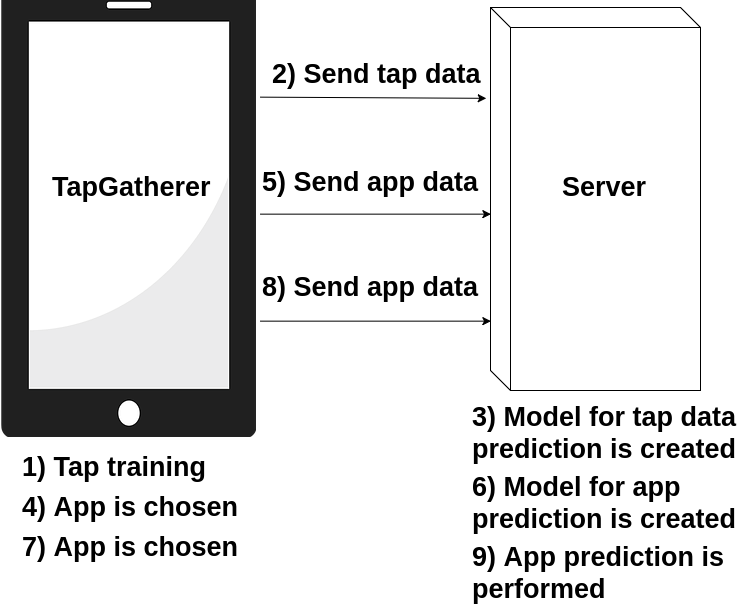 2) Send tap data
TapGatherer
5) Send app data
Server
8) Send app data
1) Tap training
4) App is chosen
7) App is chosen
3) Model for tap data
prediction is created
6) Model for app
prediction is created
9) App prediction is
performed